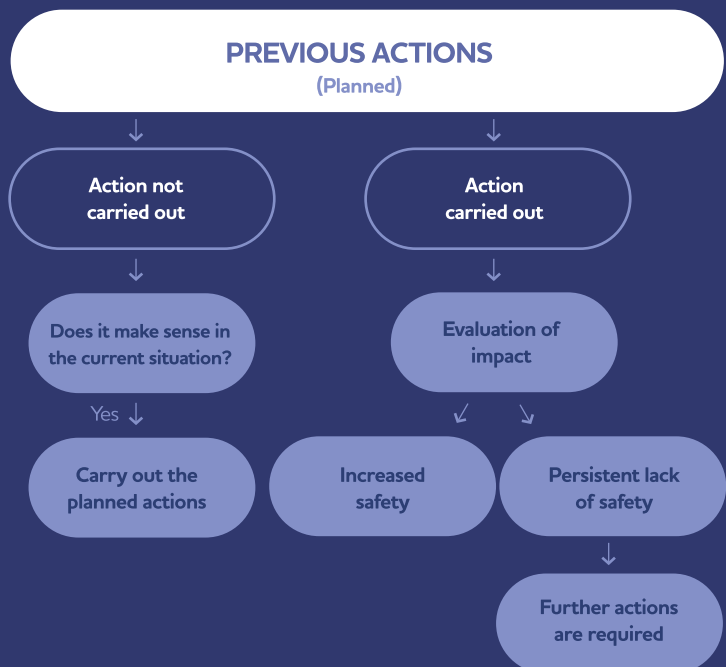 PREVIOUS ACTIONS
(Planned)
Action not
carried out
Action
carried out
Does it make sense in
the current situation?
Evaluation of
impact
Yes
Carry out the
planned actions
Increased
safety
Persistent lack
of safety
Further actions
are required